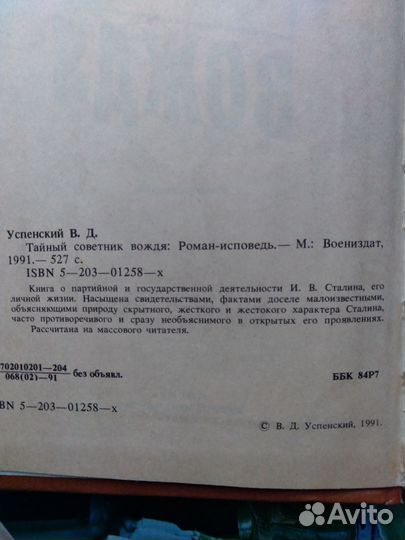 Успенский В. Д.
Тайный советник вождя: Роман-исповедь.— М.: Воениздат,
1991.— 527 с.
ISBN 5—203—01258—х
Книга о партийной и государственной деятельности И. В. Сталина, его
личной жизни. Насыщена свидетельствами, фактами доселе малоизвестными,
объясняющими природу скрытного, жесткого и жестокого характера Сталина,
часто противоречивого и сразу необъяснимого в открытых его проявлениях.
Рассчитана на массового читателя.
702010201—204
068(02)—91
без объявл.
ББК 84Р7
BN 5—203—01258—х
© В. Д. Успенский, 1991.
Avito